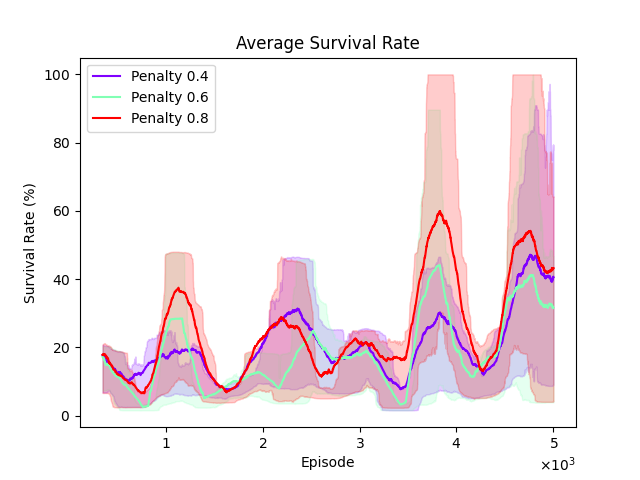 Average Survival Rate
Penalty 0.4
Penalty 0.6
Penalty 0.8
Survival Rate (%)
100
80
60
40
20
0
1 2 3 4 5
Episode
×10³